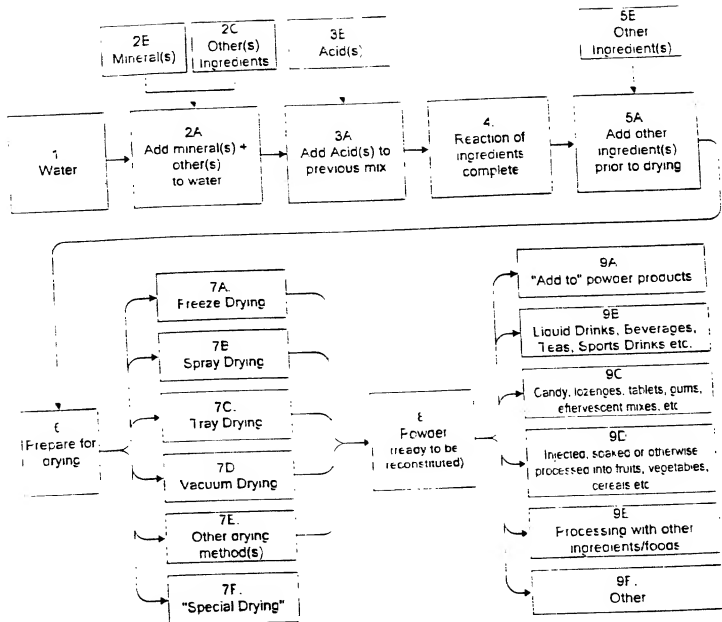 2E
Mineral(s)
2C
Other(s)
Ingredients
3E
Acid(s)
5E
Other
Ingredient(s)
1
Water
2A
Add mineral(s) +
other(s)
to water
3A
Add Acid(s) to
previous mix
4.
Reaction of
ingredients
complete
5A
Add other
ingredient(s)
prior to drying
6
Prepare for
drying
7A.
Freeze Drying
7B
Spray Drying
7C.
Tray Drying
7D
Vacuum Drying
7E.
Other drying
method(s)
7F.
"Special Drying"
8
Powder
(ready to be
reconstituted)
9A
"Add to" powder products
9E
Liquid Drinks, Beverages,
Teas, Sports Drinks etc.
9C
Candy, lozenges, tablets, gums,
effervescent mixes, etc
9D
Injected, soaked or otherwise
processed into fruits, vegetables,
cereals etc
9E
Processing with other
ingredients/foods
9F.
Other